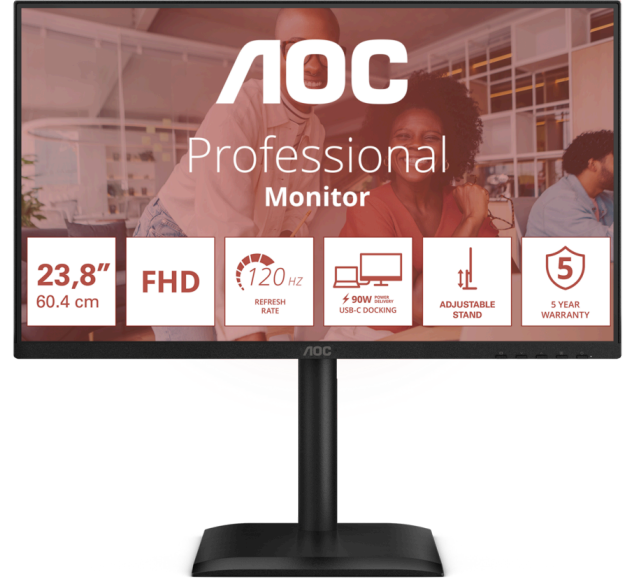 AOC
Professional
Monitor
23,8”
60.4 cm
FHD
120 HZ
REFRESH
RATE
90W POWER DELIVERY
USB-C DOCKING
ADJUSTABLE
STAND
5
5 YEAR
WARRANTY
AOC